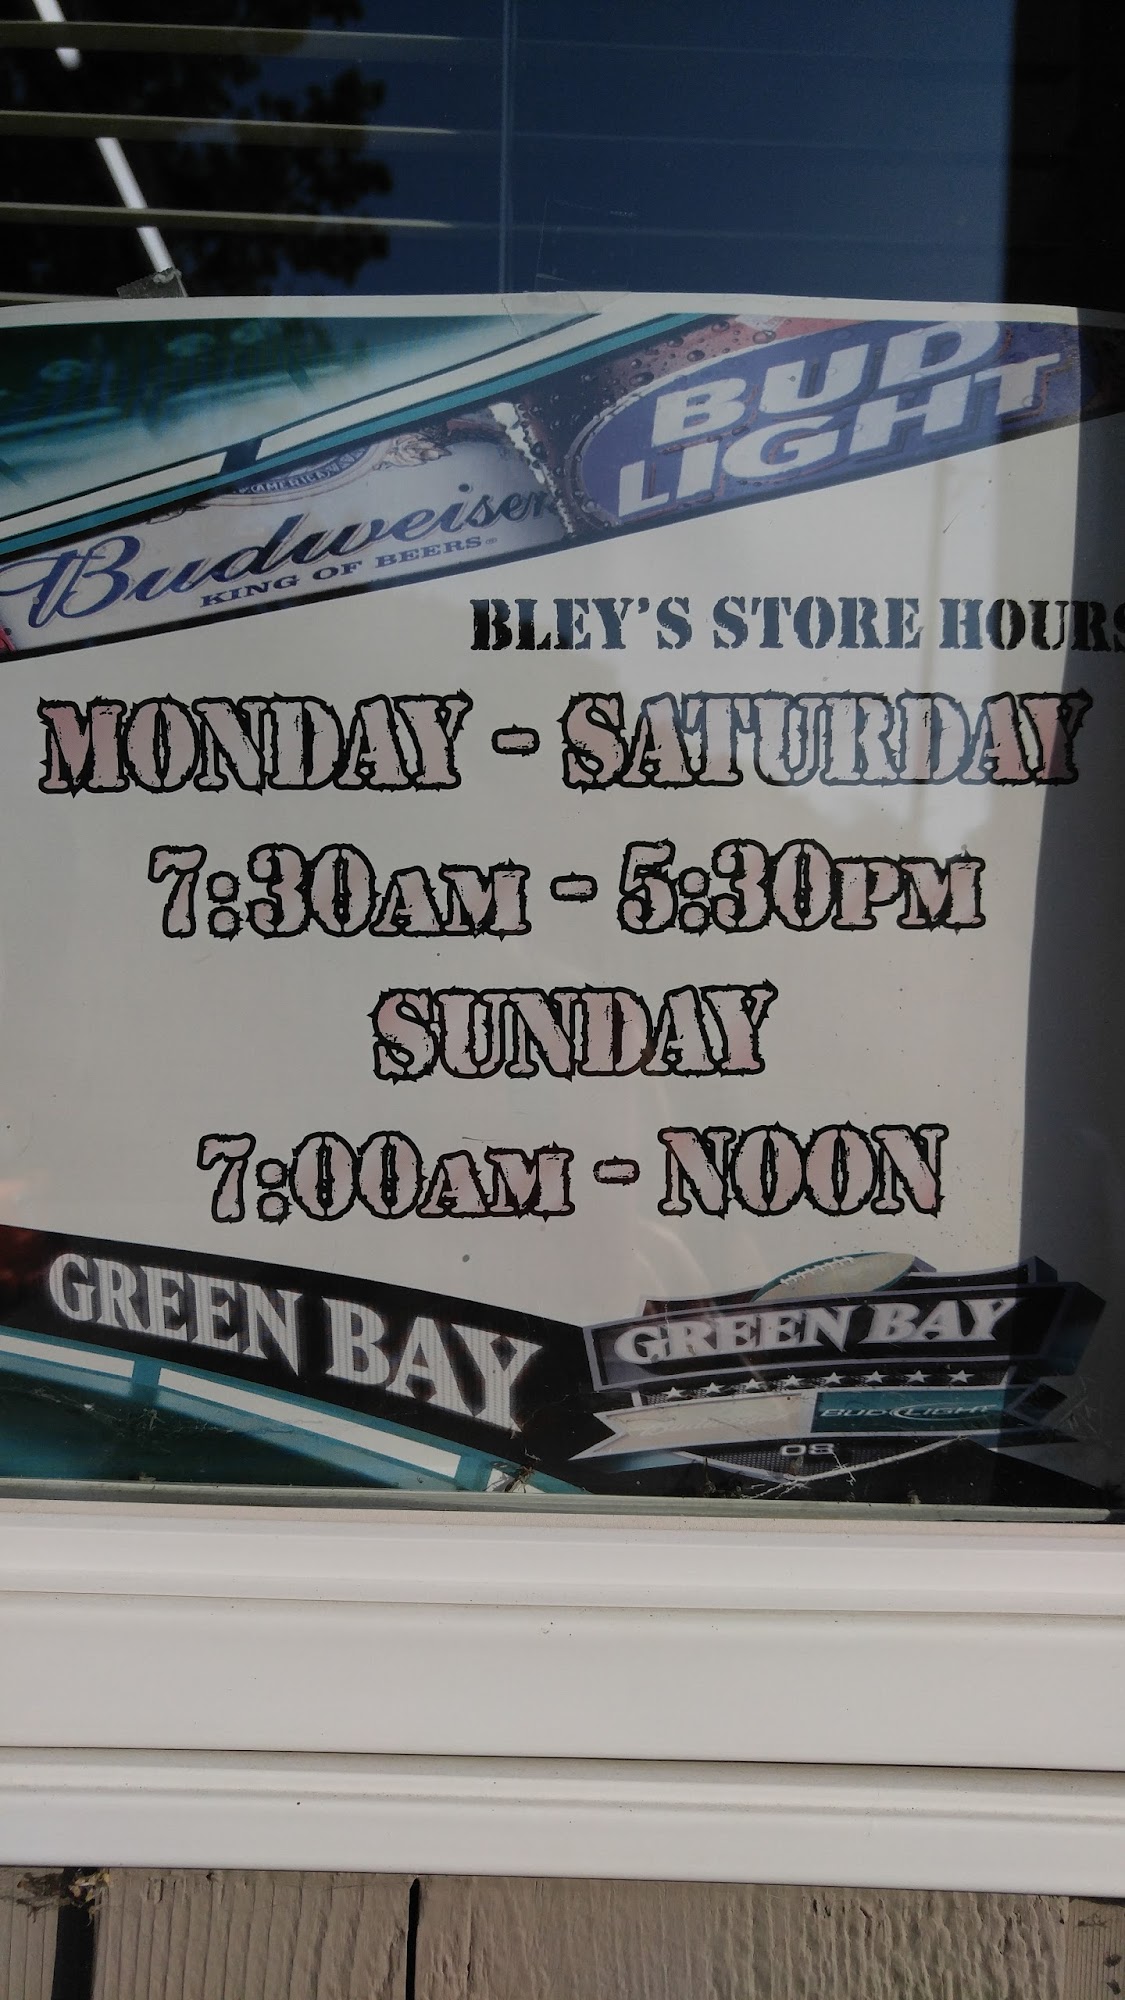 BUD
LIGHT
AMERICAN
Budweiser
KING OF BEERS®
BLEY'S STORE HOURS
MONDAY - SATURDAY
7:30AM - 5:30PM
SUNDAY
7:00AM - NOON
GREEN BAY
GREEN BAY
BUD LIGHT
08